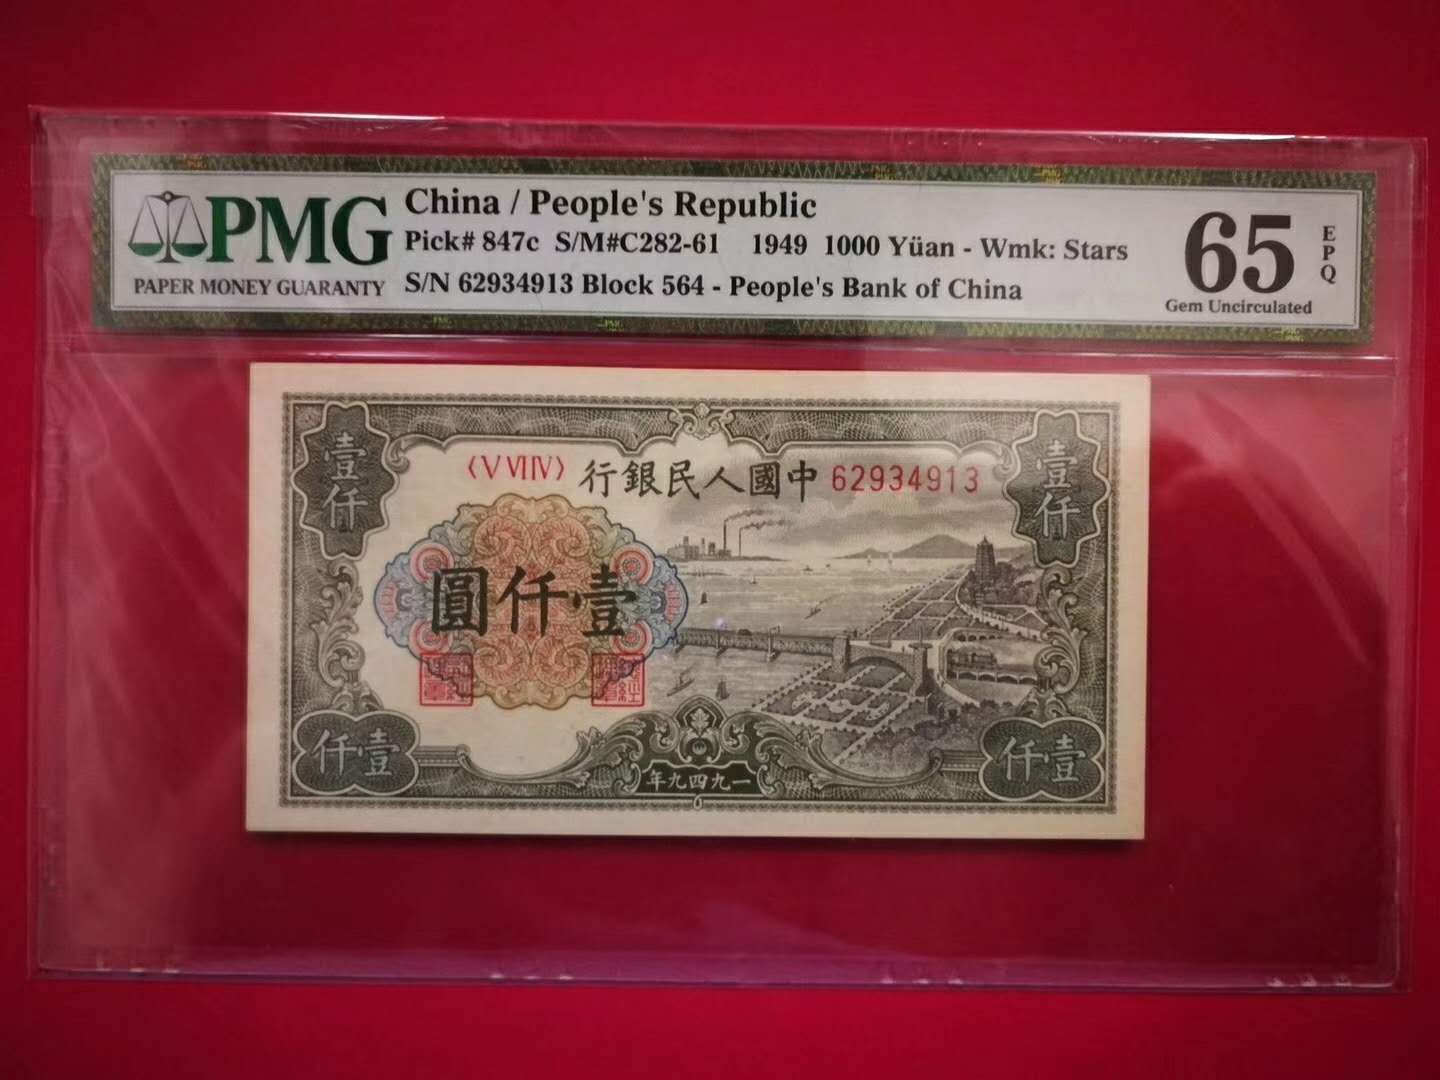 PMG
PAPER MONEY GUARANTY
China / People's Republic
Pick# 847c S/M#C282-61 1949 1000 Yüan - Wmk: Stars
S/N 62934913 Block 564 - People's Bank of China
65
EPQ
Gem Uncirculated
壹仟
壹仟
〈V VIIV〉
中國人民銀行
62934913
壹仟圓
壹仟
一九四九年
壹仟